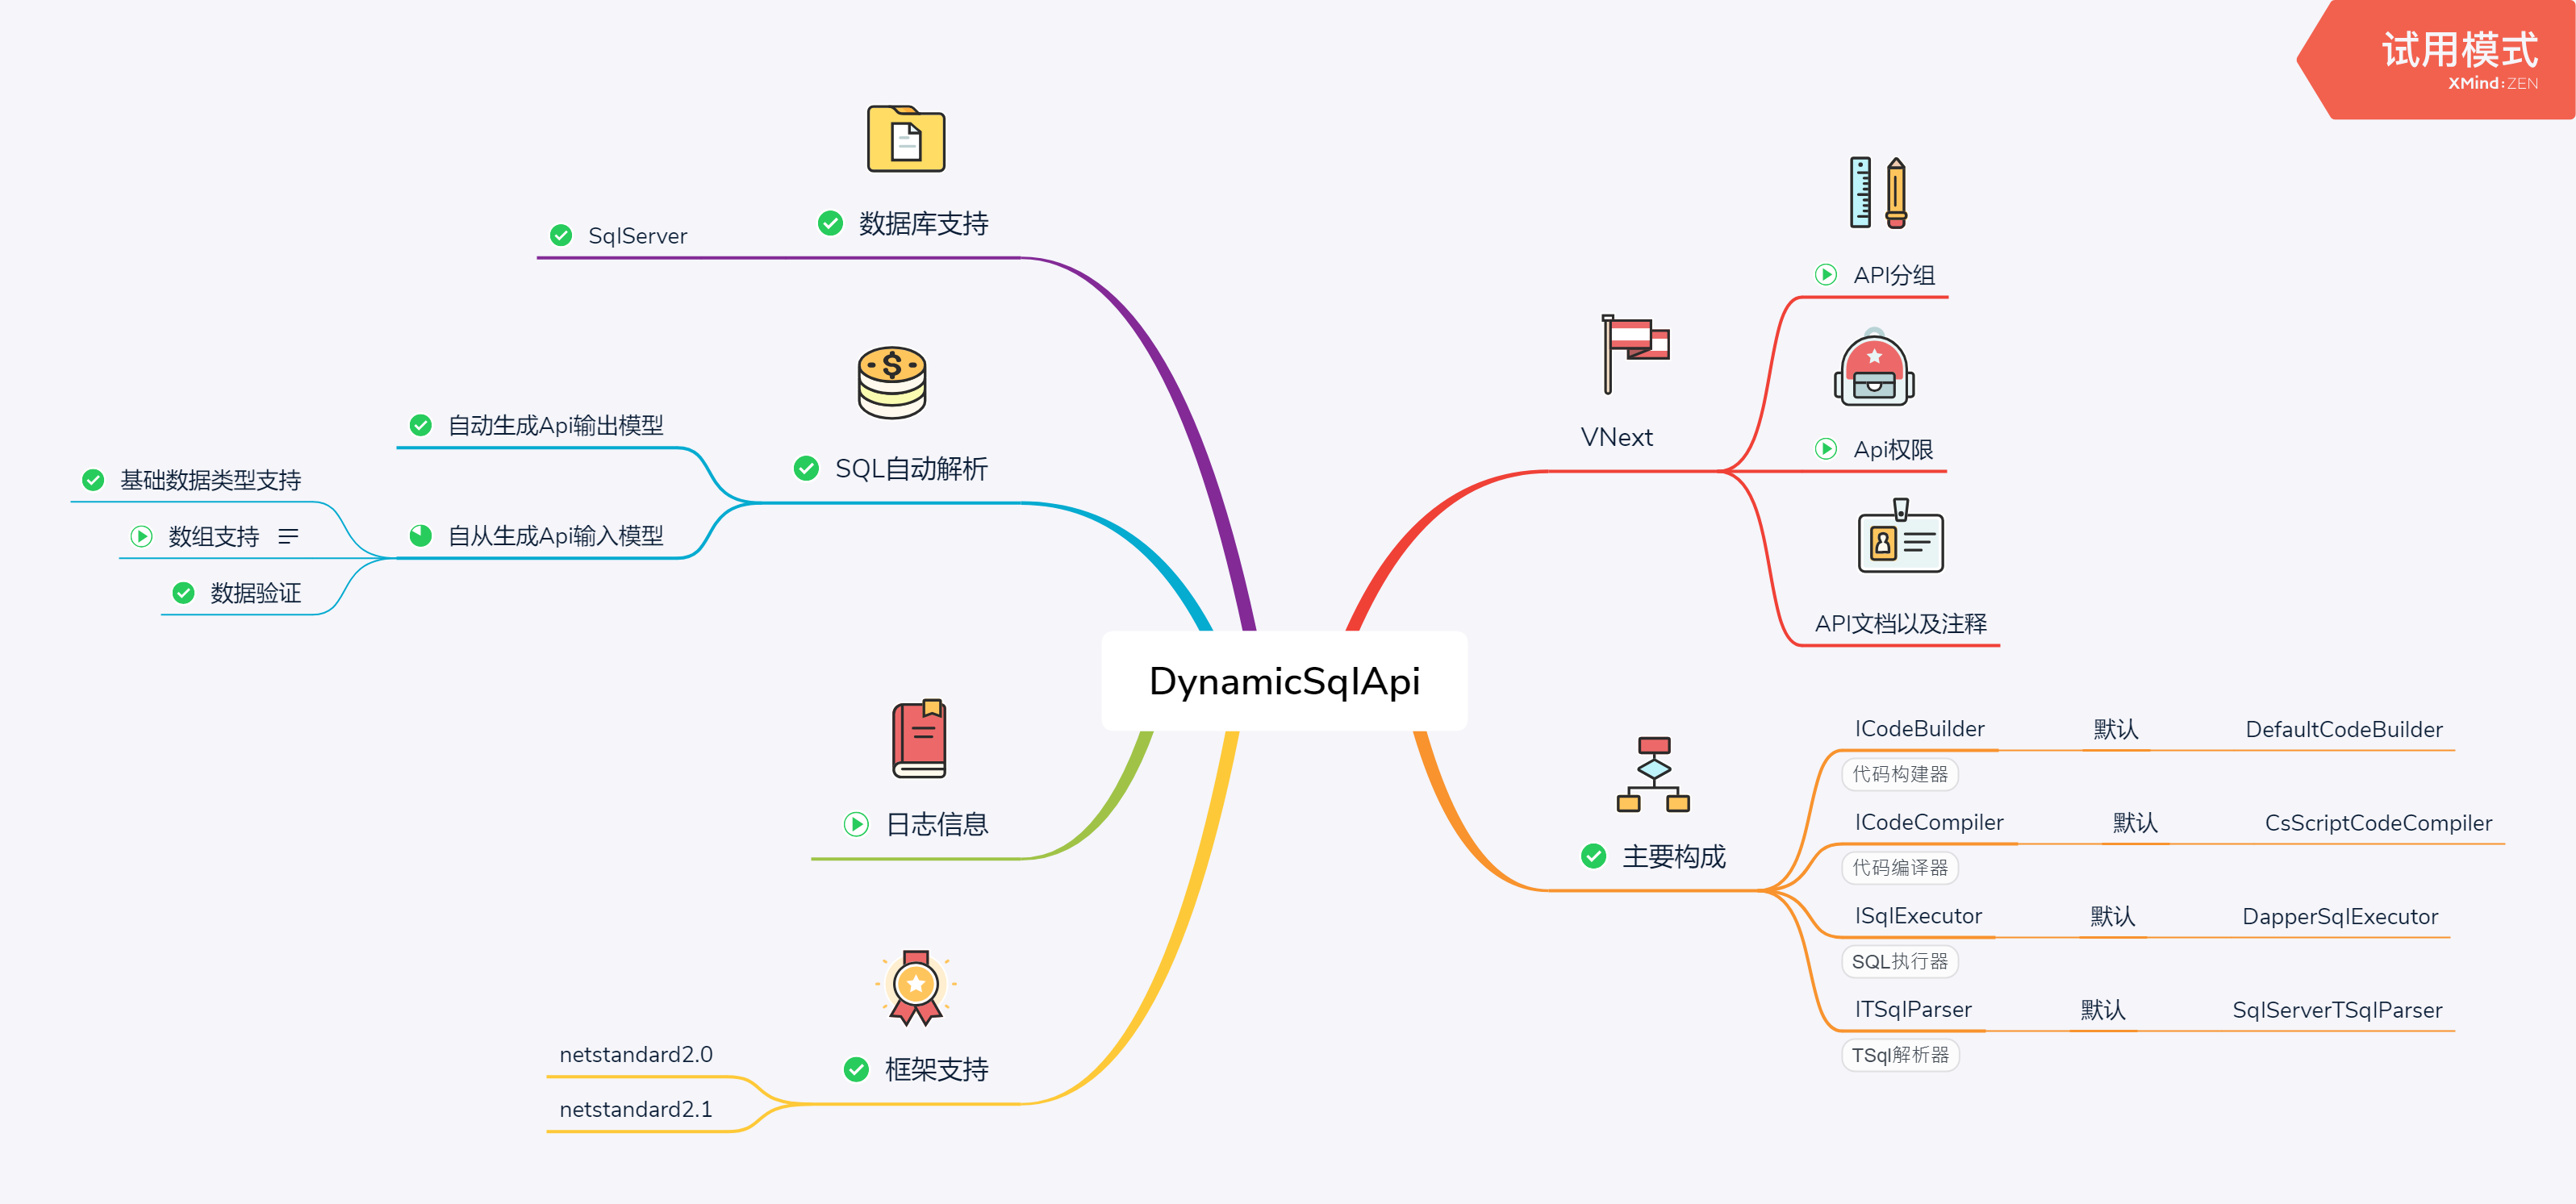 试用模式
XMind:ZEN
数据库支持
SqlServer
SQL自动解析
自动生成Api输出模型
自从生成Api输入模型
基础数据类型支持
数组支持
数据验证
日志信息
框架支持
netstandard2.0
netstandard2.1
DynamicSqlApi
VNext
API分组
Api权限
API文档以及注释
主要构成
ICodeBuilder 默认 DefaultCodeBuilder
代码构建器
ICodeCompiler 默认 CsScriptCodeCompiler
代码编译器
ISqlExecutor 默认 DapperSqlExecutor
SQL执行器
ITSqlParser 默认 SqlServerTSqlParser
TSql解析器